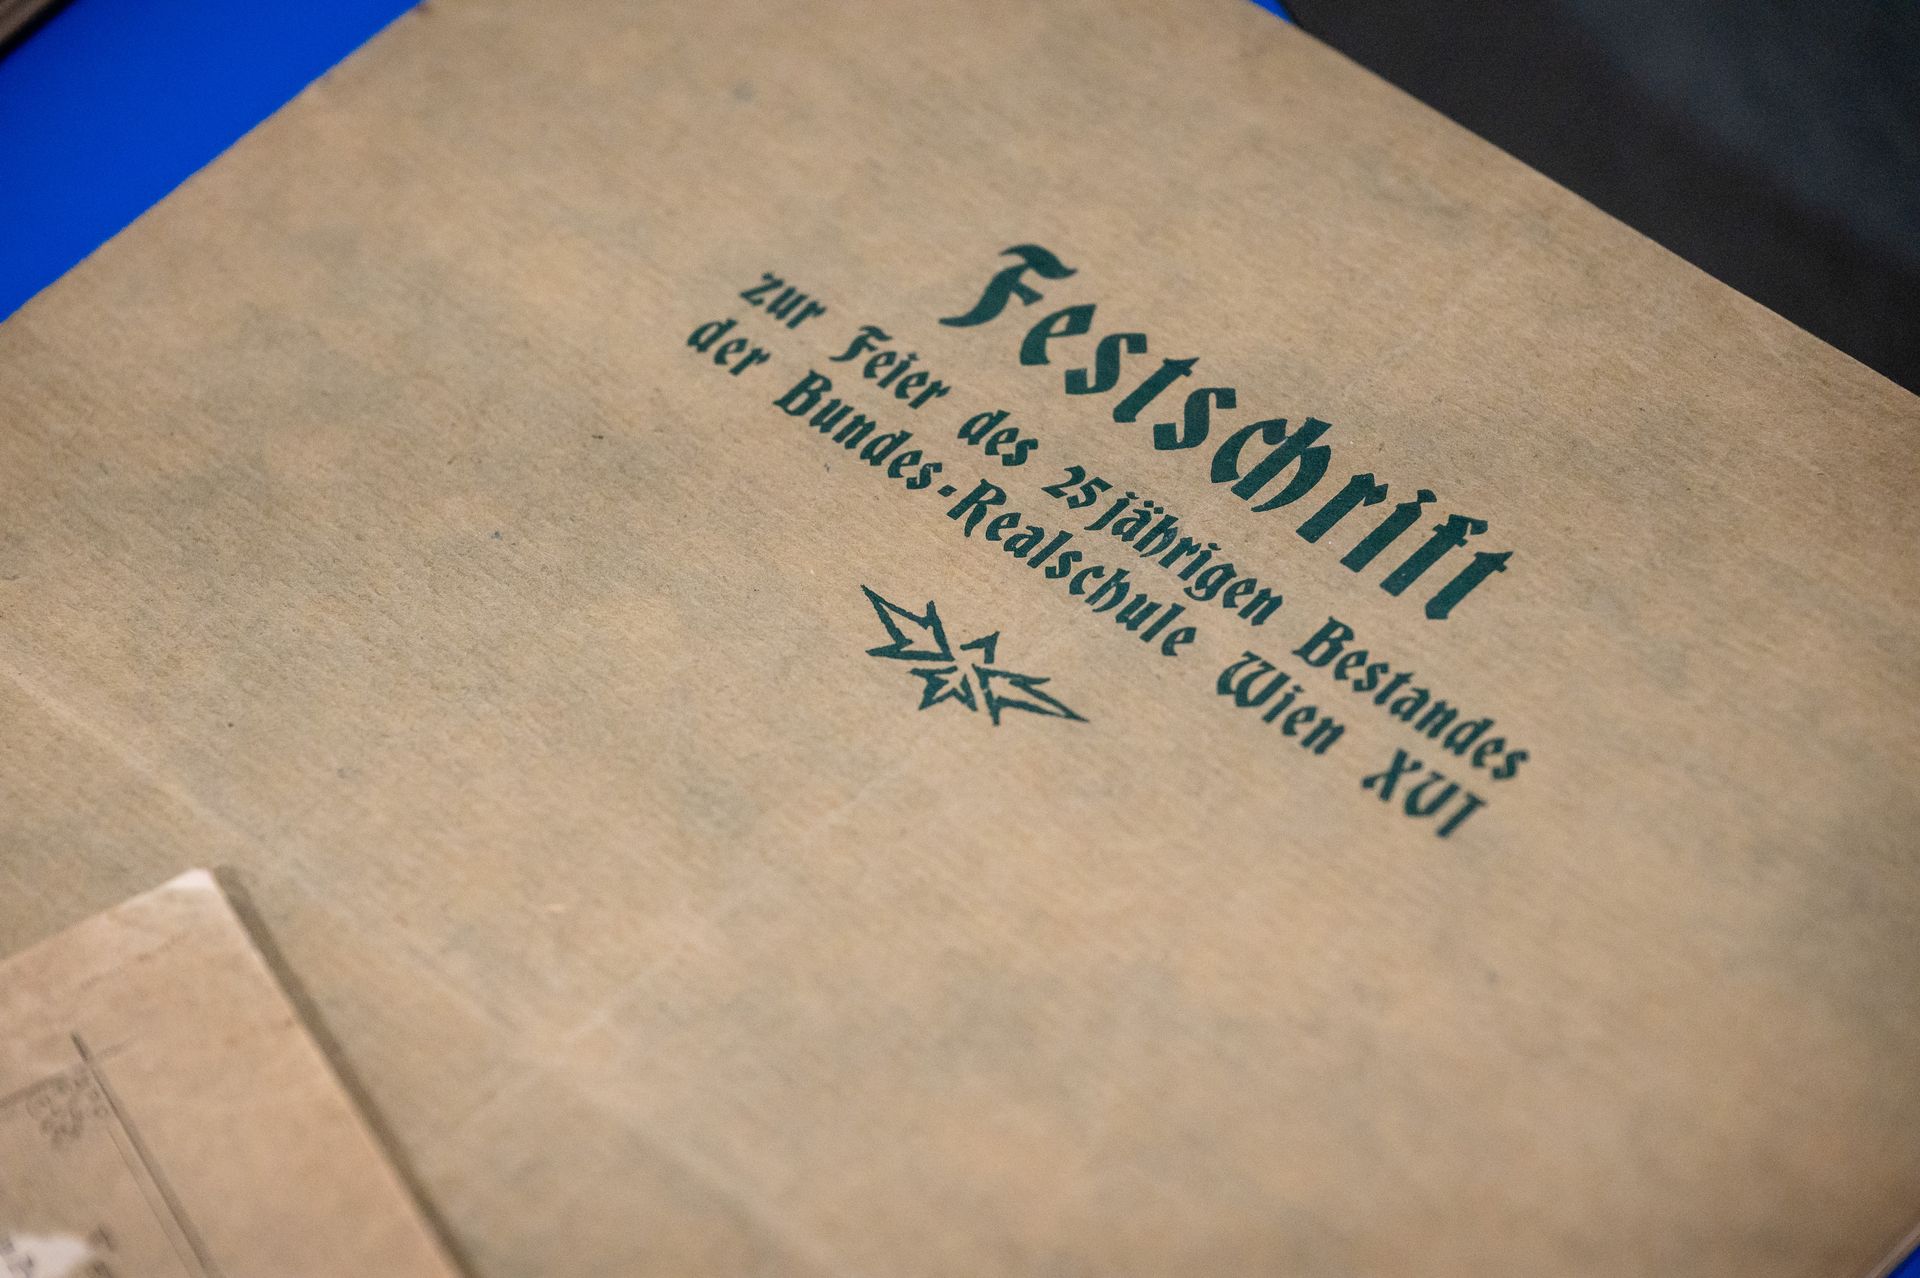 Festschrift
zur Feier des 25jährigen Bestandes
der Bundes-Realschule Wien XVI